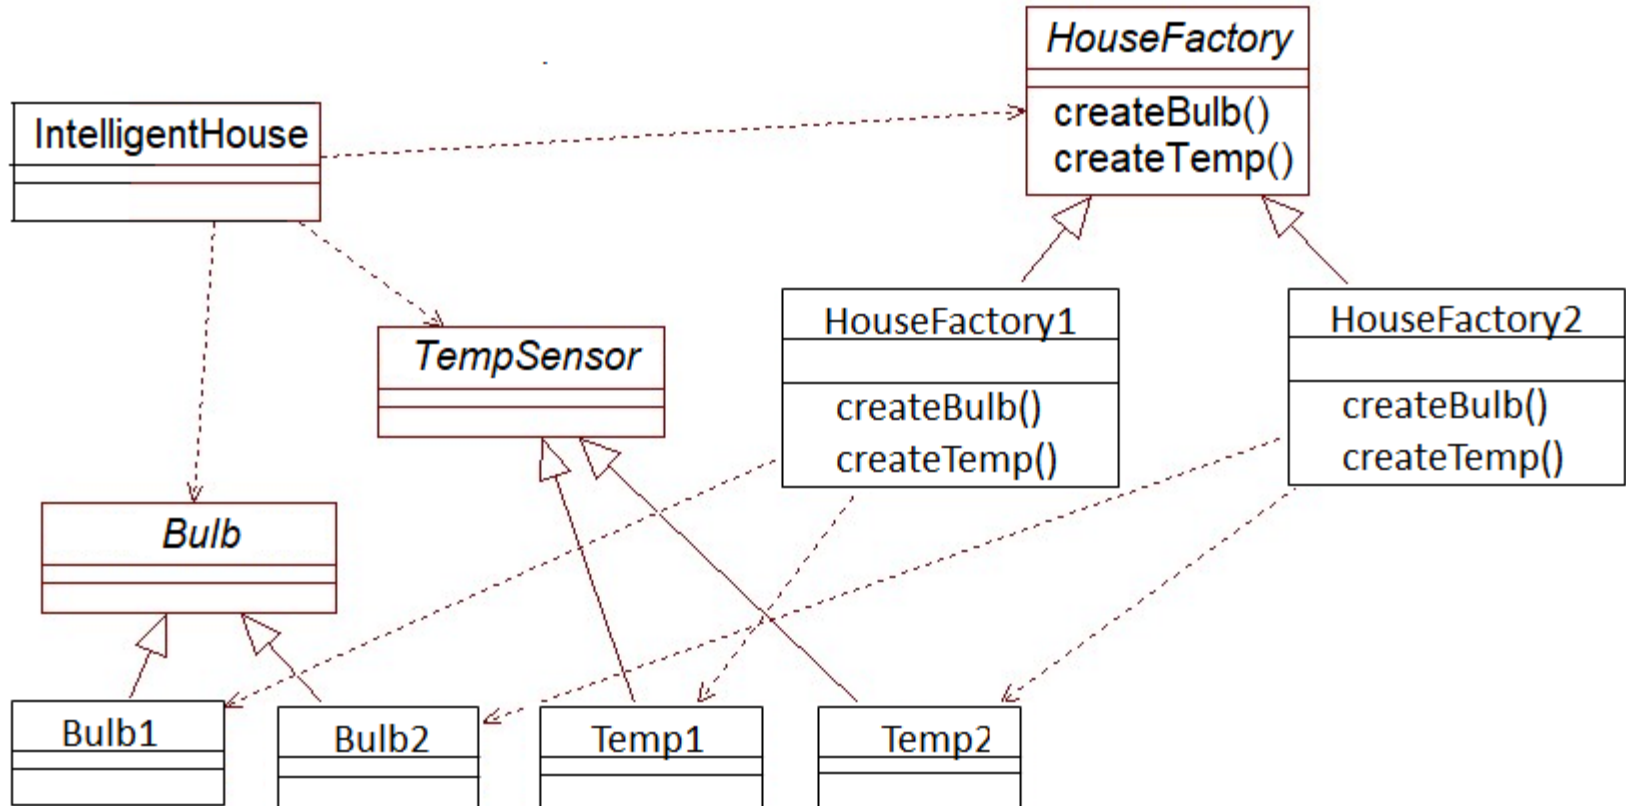 HouseFactory
createBulb()
createTemp()
IntelligentHouse
HouseFactory1
createBulb()
createTemp()
HouseFactory2
createBulb()
createTemp()
TempSensor
Bulb
Bulb1
Bulb2
Temp1
Temp2